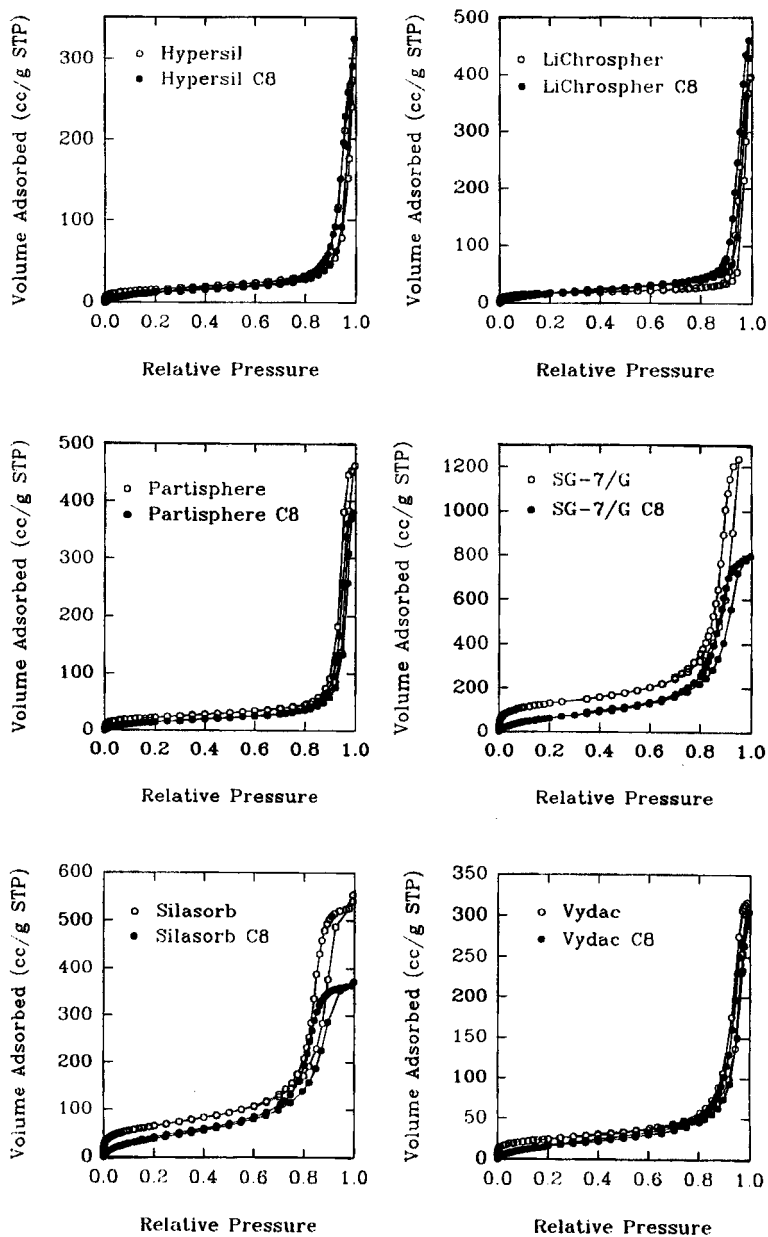 Volume Adsorbed (cc/g STP)
Hypersil
Hypersil C8
300
200
100
0
0.0 0.2 0.4 0.6 0.8 1.0
Relative Pressure
Volume Adsorbed (cc/g STP)
LiChrospher
LiChrospher C8
500
400
300
200
100
0
0.0 0.2 0.4 0.6 0.8 1.0
Relative Pressure
Volume Adsorbed (cc/g STP)
Partisphere
Partisphere C8
500
400
300
200
100
0
0.0 0.2 0.4 0.6 0.8 1.0
Relative Pressure
Volume Adsorbed (cc/g STP)
SG-7/G
SG-7/G C8
1200
1000
800
600
400
200
0
0.0 0.2 0.4 0.6 0.8 1.0
Relative Pressure
Volume Adsorbed (cc/g STP)
Silasorb
Silasorb C8
600
500
400
300
200
100
0
0.0 0.2 0.4 0.6 0.8 1.0
Relative Pressure
Volume Adsorbed (cc/g STP)
Vydac
Vydac C8
350
300
250
200
150
100
50
0
0.0 0.2 0.4 0.6 0.8 1.0
Relative Pressure